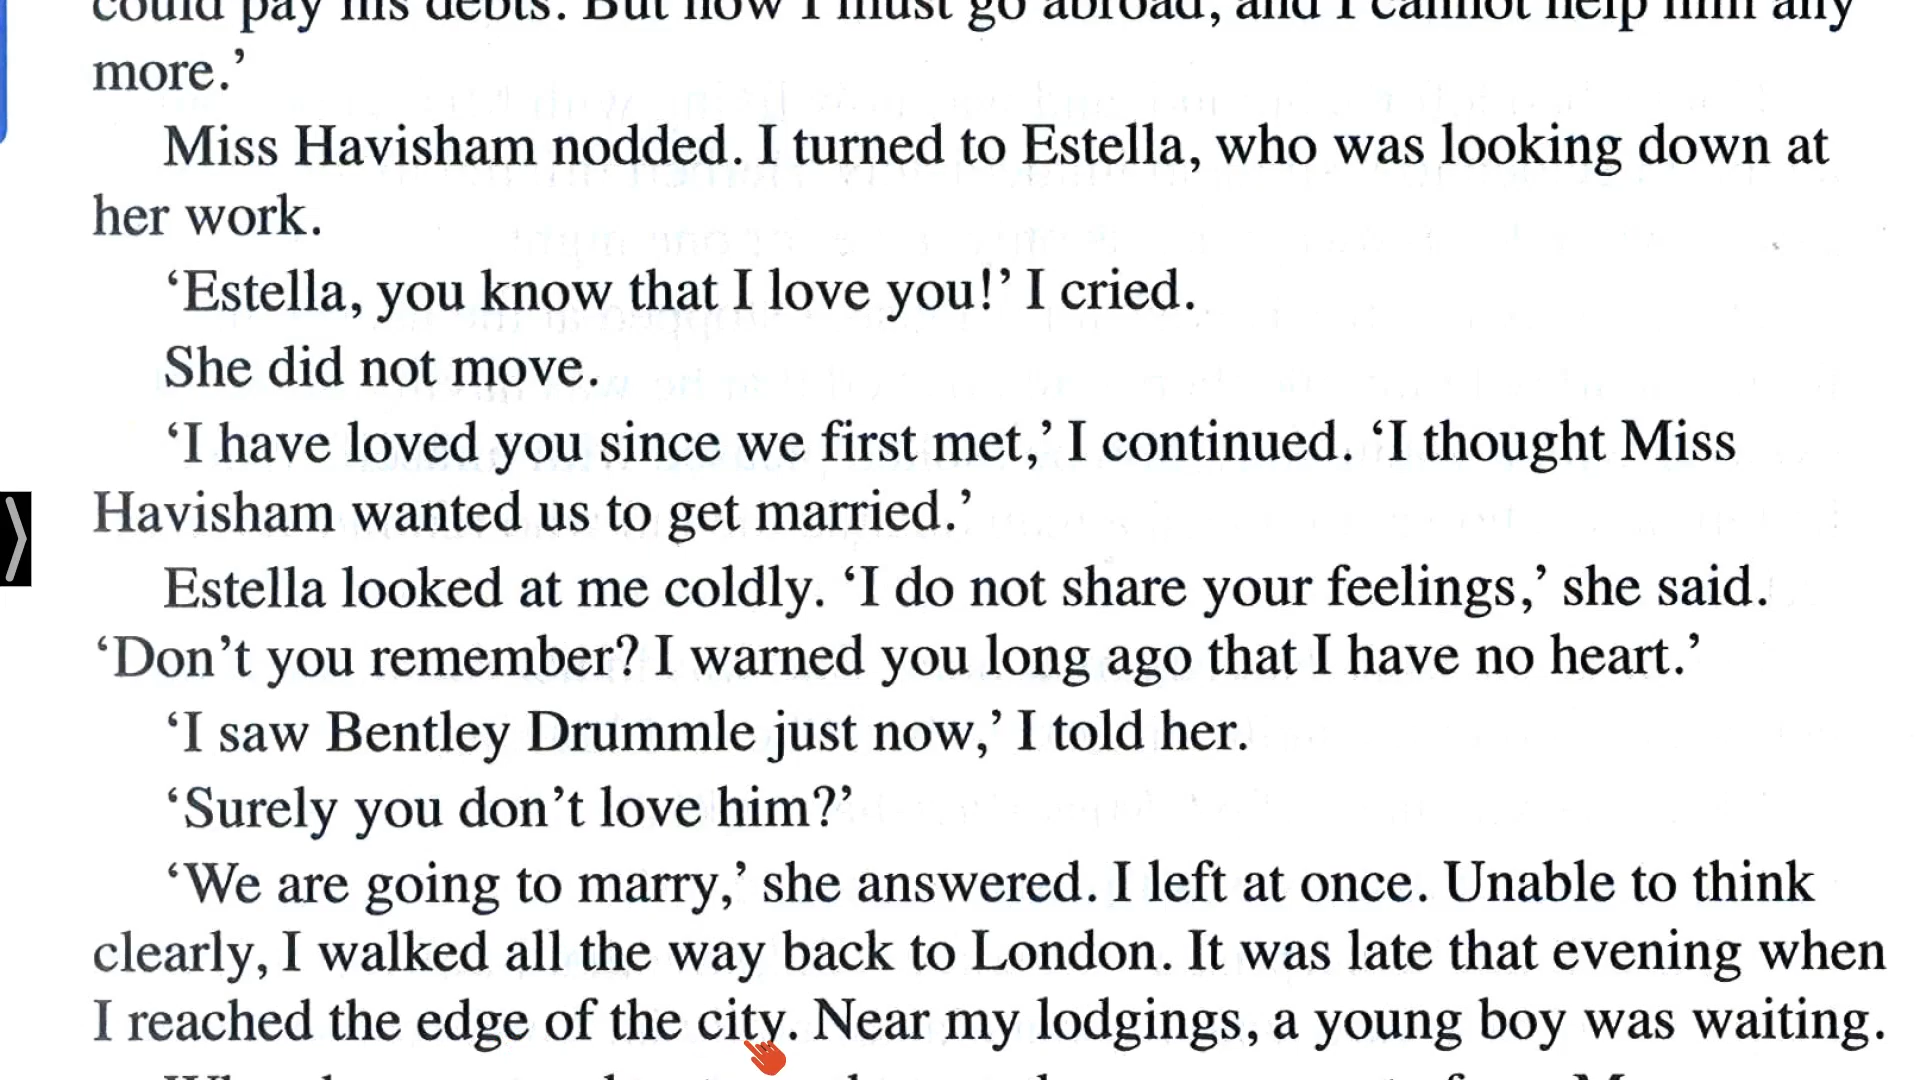 could pay his debts. But now I must go abroad, and I cannot help him any
more.’
Miss Havisham nodded. I turned to Estella, who was looking down at
her work.
‘Estella, you know that I love you!’ I cried.
She did not move.
‘I have loved you since we first met,’ I continued. ‘I thought Miss
Havisham wanted us to get married.’
Estella looked at me coldly. ‘I do not share your feelings,’ she said.
‘Don’t you remember? I warned you long ago that I have no heart.’
‘I saw Bentley Drummle just now,’ I told her.
‘Surely you don’t love him?’
‘We are going to marry,’ she answered. I left at once. Unable to think
clearly, I walked all the way back to London. It was late that evening when
I reached the edge of the city. Near my lodgings, a young boy was waiting.